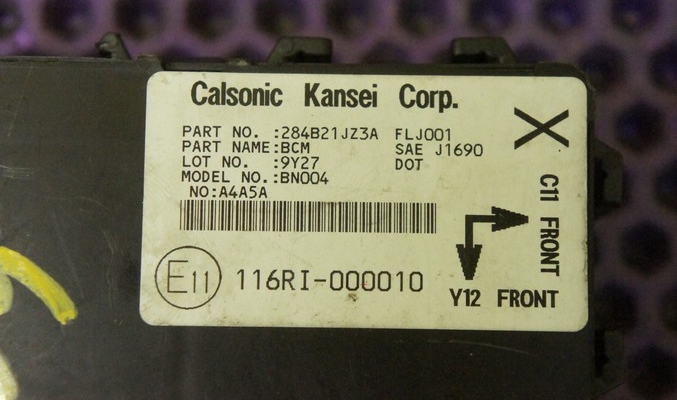 Calsonic Kansei Corp.
PART NO. :284B21JZ3A FLJ001
PART NAME:BCM SAE J1690
LOT NO. :9Y27 DOT
MODEL NO.:BN004
NO:A4A5A
X
C11 FRONT
E11 116RI-000010
Y12 FRONT